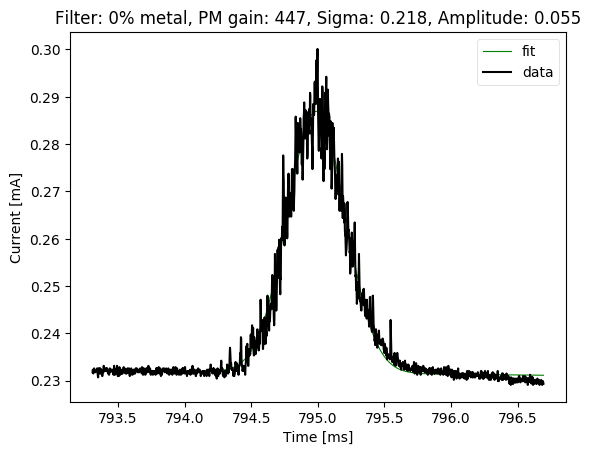 Filter: 0% metal, PM gain: 447, Sigma: 0.218, Amplitude: 0.055
fit
data
0.30
0.29
0.28
0.27
0.26
0.25
0.24
0.23
Current [mA]
793.5 794.0 794.5 795.0 795.5 796.0 796.5
Time [ms]